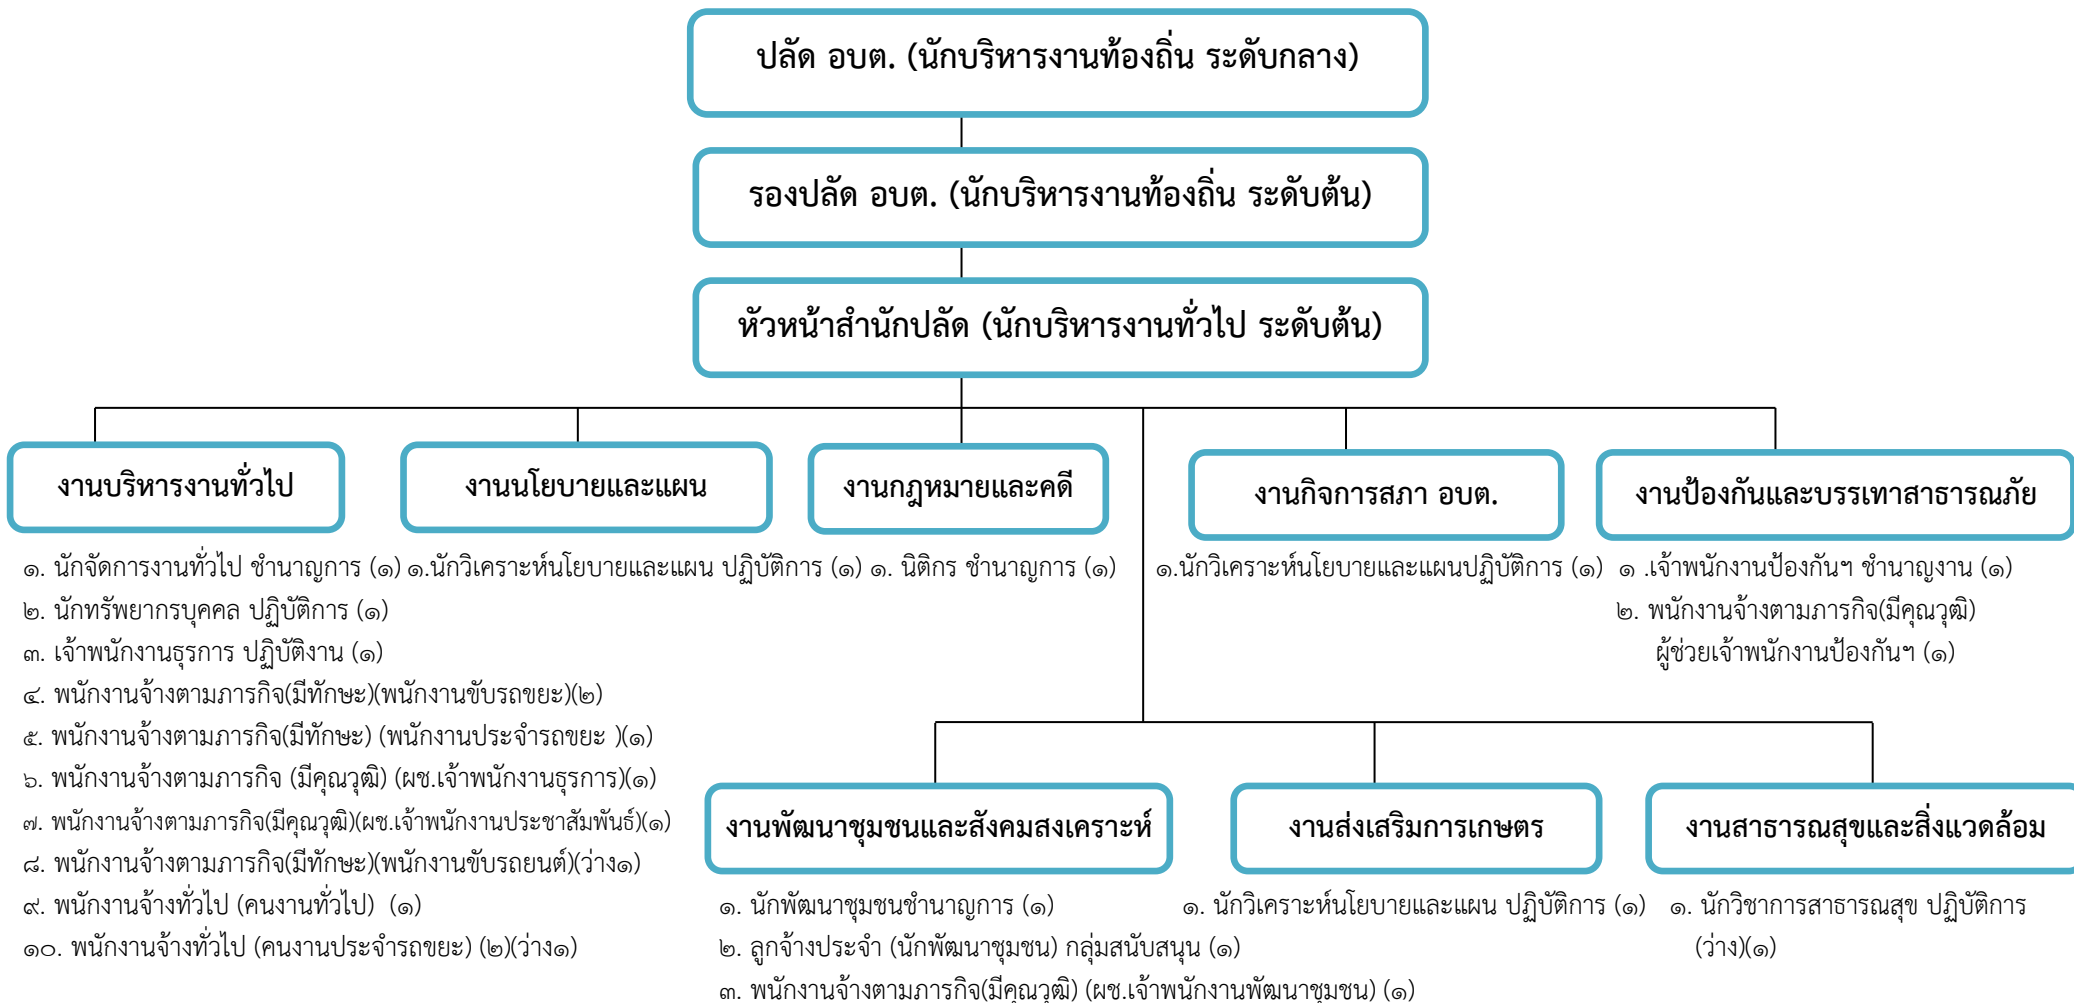 ปลัด อบต. (นักบริหารงานท้องถิ่น ระดับกลาง)
รองปลัด อบต. (นักบริหารงานท้องถิ่น ระดับต้น)
หัวหน้าสำนักปลัด (นักบริหารงานทั่วไป ระดับต้น)
งานบริหารงานทั่วไป
๑. นักจัดการงานทั่วไป ชำนาญการ (๑)
๒. นักทรัพยากรบุคคล ปฏิบัติการ (๑)
๓. เจ้าพนักงานธุรการ ปฏิบัติงาน (๑)
๔. พนักงานจ้างตามภารกิจ(มีทักษะ)(พนักงานขับรถขยะ)(๒)
๕. พนักงานจ้างตามภารกิจ(มีทักษะ) (พนักงานประจำรถขยะ )(๑)
๖. พนักงานจ้างตามภารกิจ (มีคุณวุฒิ) (ผช.เจ้าพนักงานธุรการ)(๑)
๗. พนักงานจ้างตามภารกิจ(มีคุณวุฒิ)(ผช.เจ้าพนักงานประชาสัมพันธ์)(๑)
๘. พนักงานจ้างตามภารกิจ(มีทักษะ)(พนักงานขับรถยนต์)(ว่าง๑)
๙. พนักงานจ้างทั่วไป (คนงานทั่วไป) (๑)
๑๐. พนักงานจ้างทั่วไป (คนงานประจำรถขยะ) (๒)(ว่าง๑)
งานนโยบายและแผน
๑.นักวิเคราะห์นโยบายและแผน ปฏิบัติการ (๑)
งานกฎหมายและคดี
๑. นิติกร ชำนาญการ (๑)
งานกิจการสภา อบต.
๑.นักวิเคราะห์นโยบายและแผนปฏิบัติการ (๑)
งานป้องกันและบรรเทาสาธารณภัย
๑ .เจ้าพนักงานป้องกันฯ ชำนาญงาน (๑)
๒. พนักงานจ้างตามภารกิจ(มีคุณวุฒิ)
ผู้ช่วยเจ้าพนักงานป้องกันฯ (๑)
งานพัฒนาชุมชนและสังคมสงเคราะห์
๑. นักพัฒนาชุมชนชำนาญการ (๑)
๒. ลูกจ้างประจำ (นักพัฒนาชุมชน) กลุ่มสนับสนุน (๑)
๓. พนักงานจ้างตามภารกิจ(มีคุณวุฒิ) (ผช.เจ้าพนักงานพัฒนาชุมชน) (๑)
งานส่งเสริมการเกษตร
๑. นักวิเคราะห์นโยบายและแผน ปฏิบัติการ (๑)
งานสาธารณสุขและสิ่งแวดล้อม
๑. นักวิชาการสาธารณสุข ปฏิบัติการ
(ว่าง)(๑)